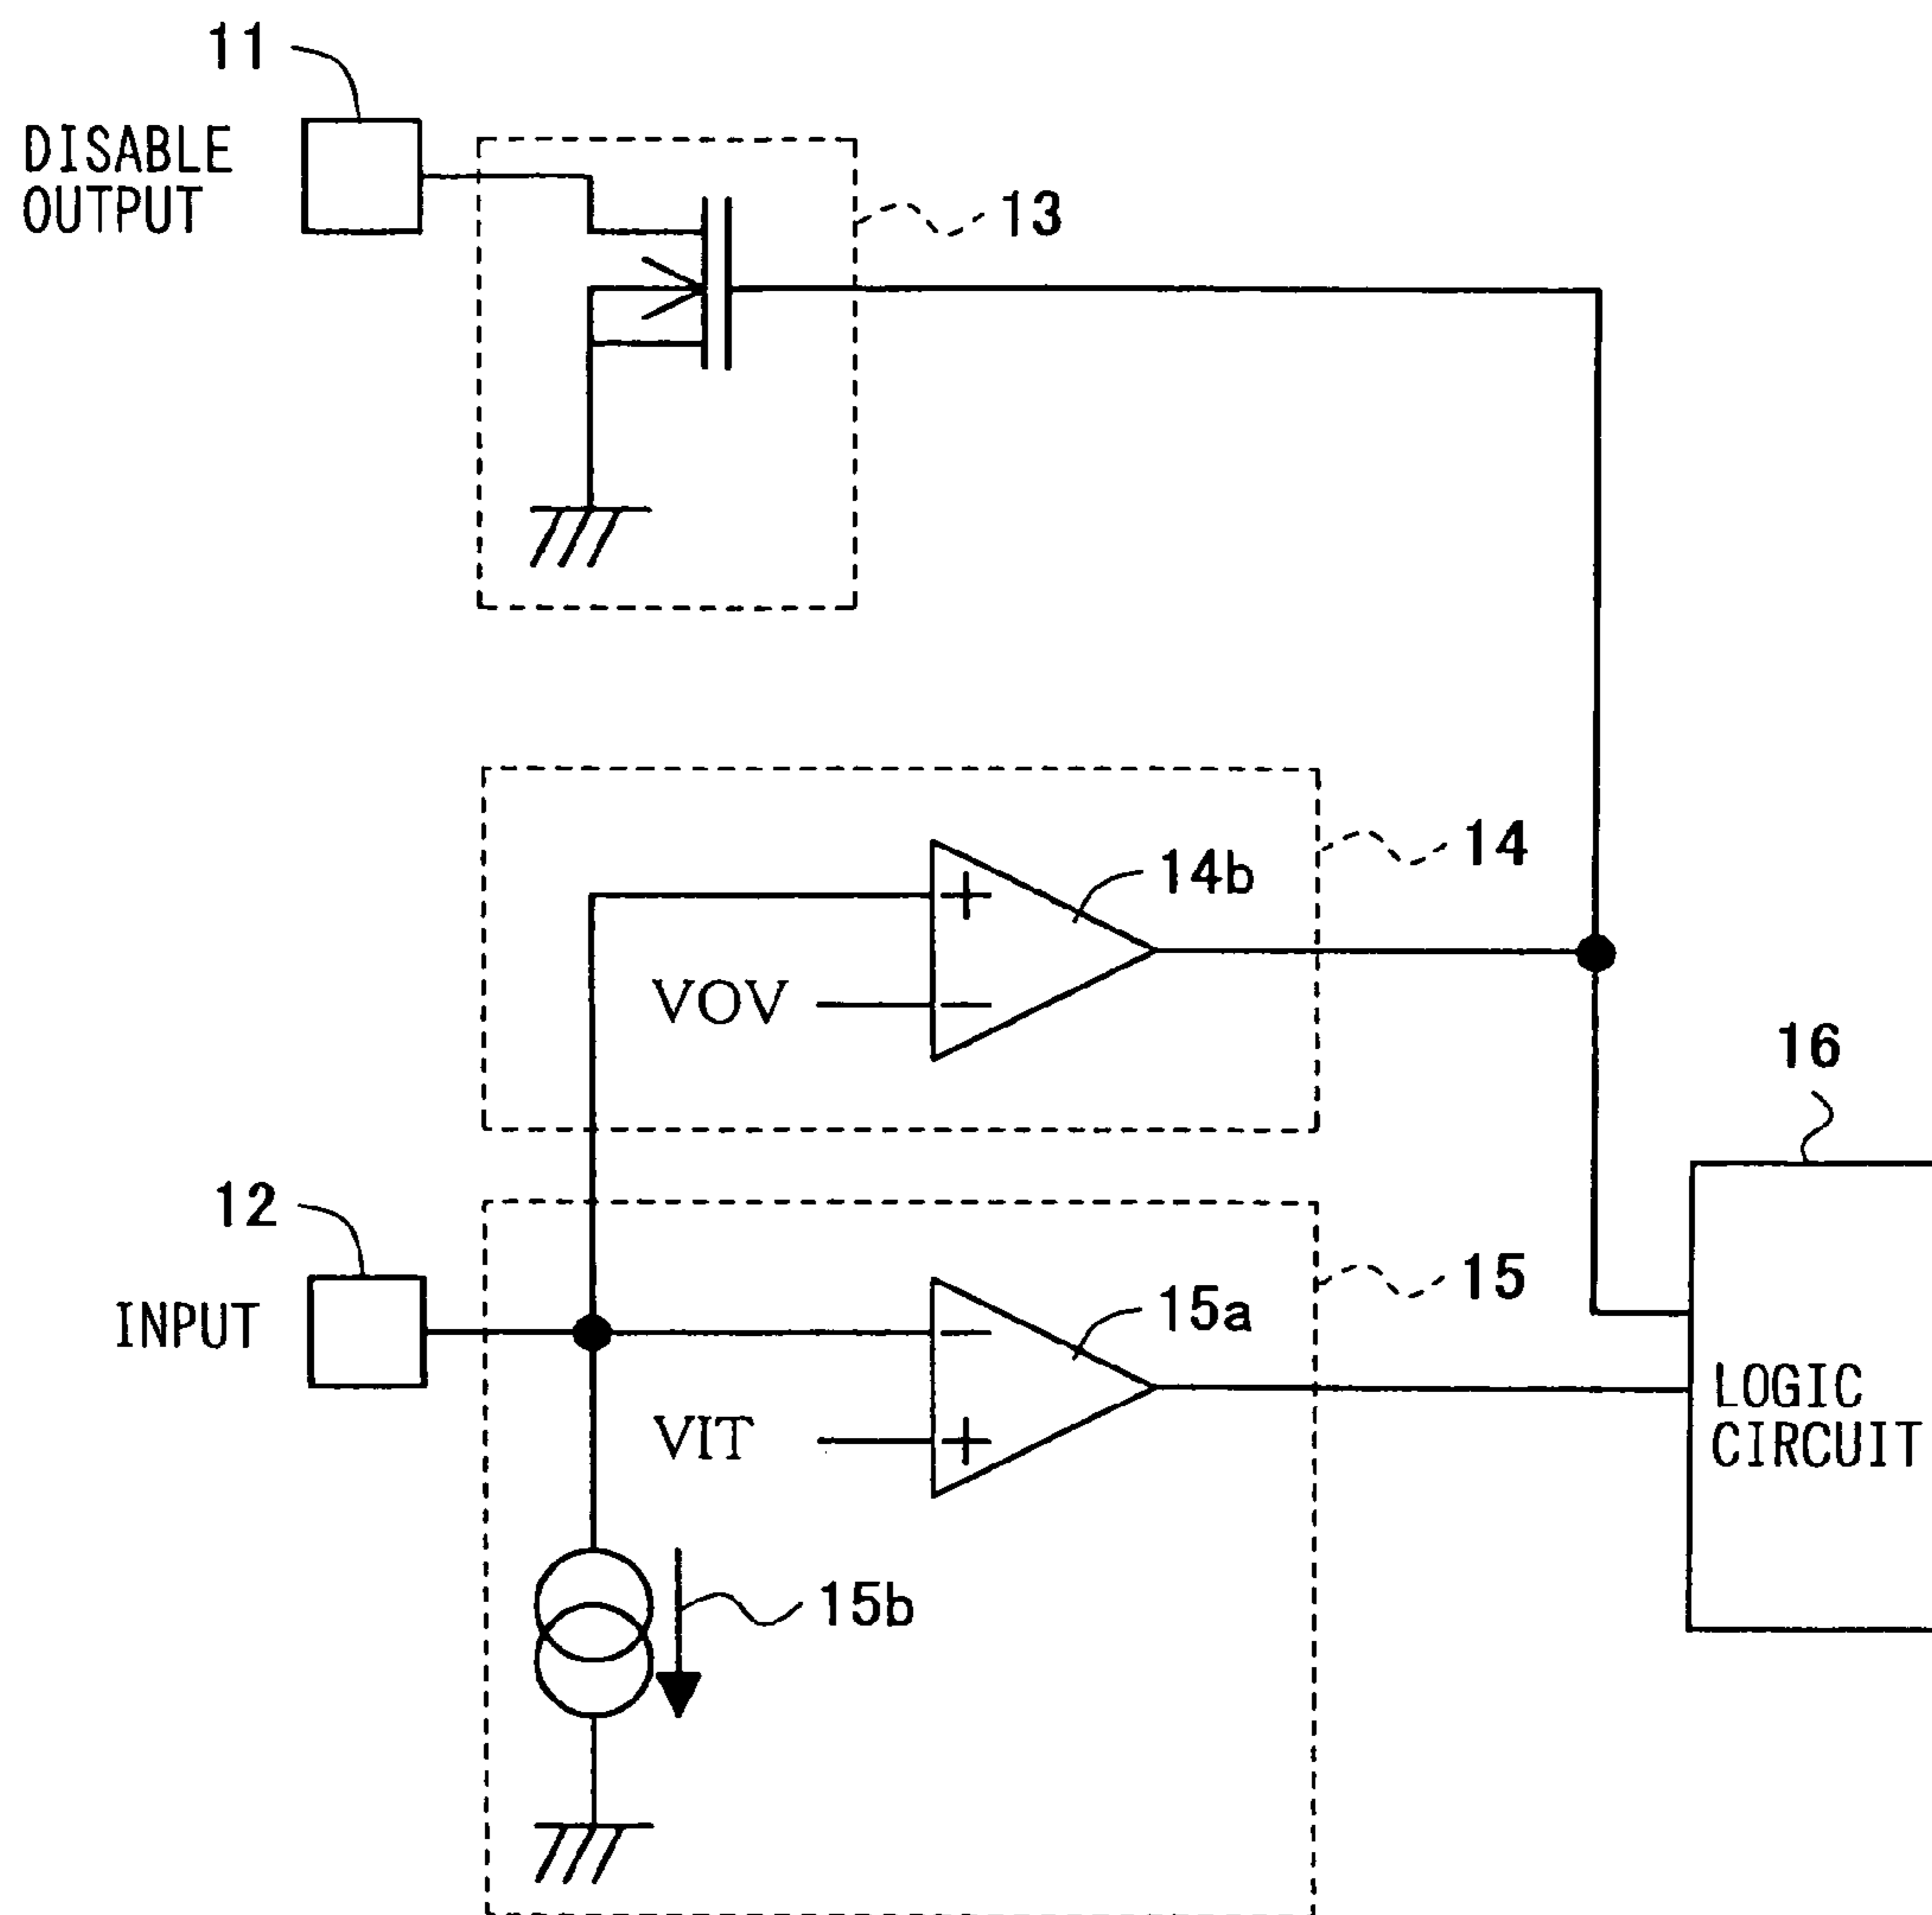 11
DISABLE
OUTPUT
13
14
14b
+
VOV
−
16
12
INPUT
15
15a
−
VIT
+
LOGIC
CIRCUIT
15b